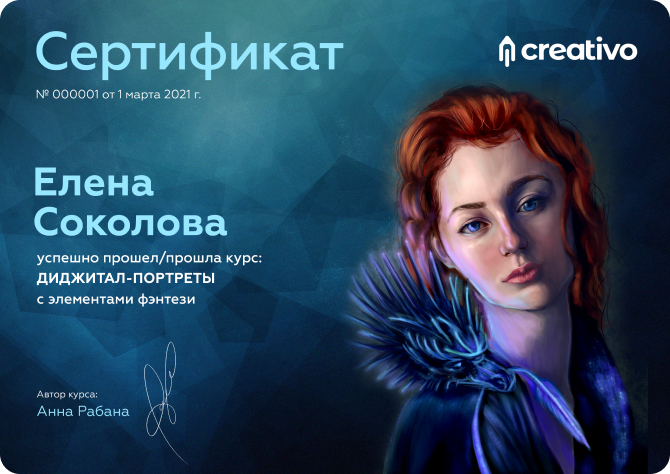 Сертификат
creativo
№ 000001 от 1 марта 2021 г.
Елена
Соколова
успешно прошел/прошла курс:
ДИДЖИТАЛ-ПОРТРЕТЫ
с элементами фэнтези
Автор курса:
Анна Рабана